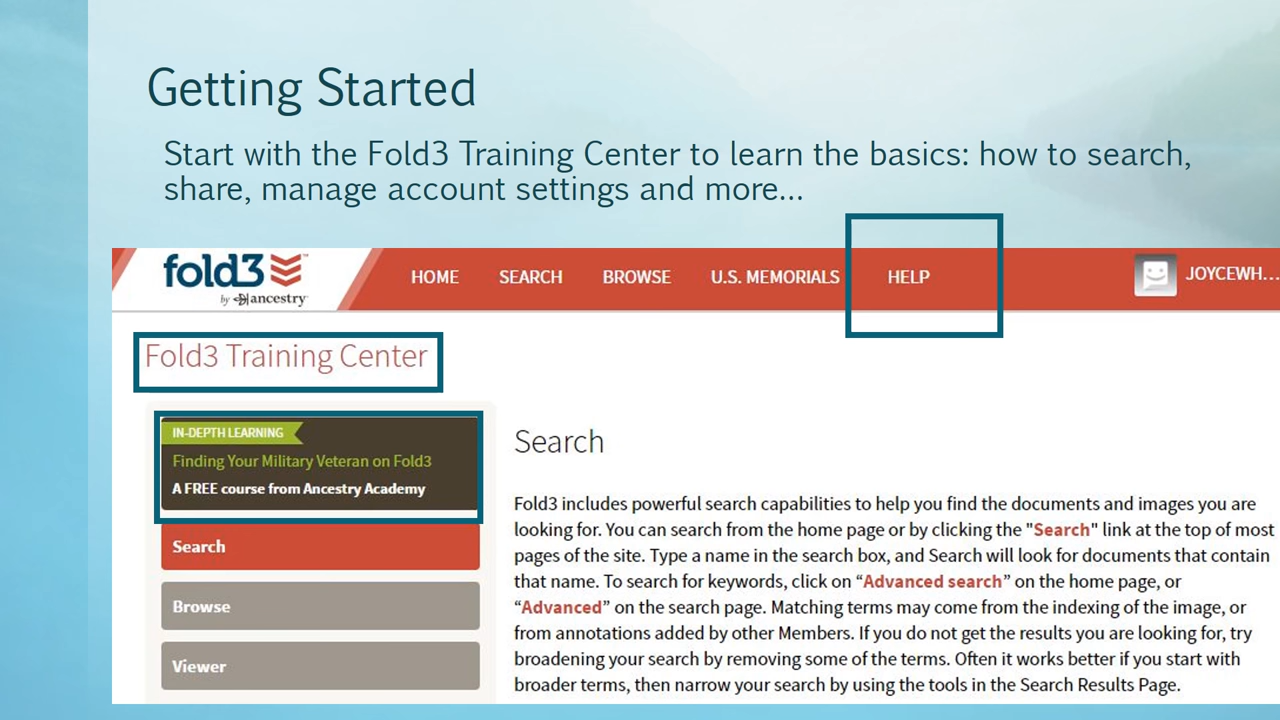 Getting Started
Start with the Fold3 Training Center to learn the basics: how to search,
share, manage account settings and more...
fold3™
by ancestry
HOME SEARCH BROWSE U.S. MEMORIALS HELP JOYCEWH...
Fold3 Training Center
IN-DEPTH LEARNING
Finding Your Military Veteran on Fold3
A FREE course from Ancestry Academy
Search
Browse
Viewer
Search
Fold3 includes powerful search capabilities to help you find the documents and images you are
looking for. You can search from the home page or by clicking the "Search" link at the top of most
pages of the site. Type a name in the search box, and Search will look for documents that contain
that name. To search for keywords, click on “Advanced search” on the home page, or
“Advanced” on the search page. Matching terms may come from the indexing of the image, or
from annotations added by other Members. If you do not get the results you are looking for, try
broadening your search by removing some of the terms. Often it works better if you start with
broader terms, then narrow your search by using the tools in the Search Results Page.